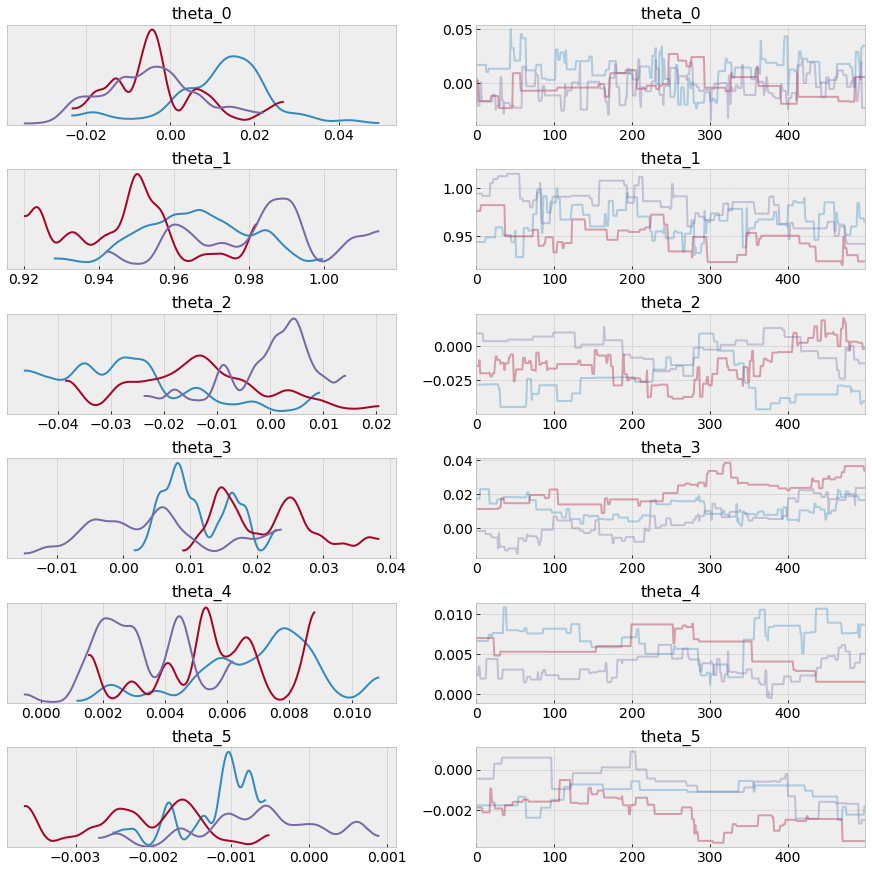 theta_0 theta_0
0.05
0.00
−0.02 0.00 0.02 0.04 0 100 200 300 400
theta_1 theta_1
1.00
0.95
0.92 0.94 0.96 0.98 1.00 0 100 200 300 400
theta_2 theta_2
0.000
−0.025
−0.04 −0.03 −0.02 −0.01 0.00 0.01 0.02 0 100 200 300 400
theta_3 theta_3
0.04
0.02
0.00
−0.01 0.00 0.01 0.02 0.03 0.04 0 100 200 300 400
theta_4 theta_4
0.010
0.005
0.000
0.000 0.002 0.004 0.006 0.008 0.010 0 100 200 300 400
theta_5 theta_5
0.000
−0.002
−0.003 −0.002 −0.001 0.000 0.001 0 100 200 300 400